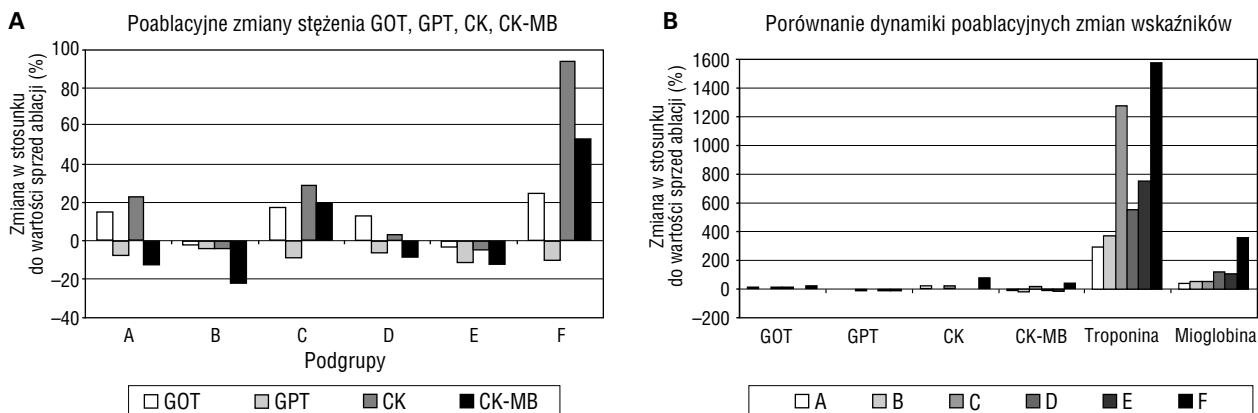 A
Poablacyjne zmiany stężenia GOT, GPT, CK, CK-MB
Zmiana w stosunku
do wartości sprzed ablacji (%)
100
80
60
40
20
0
–20
–40
A B C D E F
Podgrupy
GOT GPT CK CK-MB
B
Porównanie dynamiki poablacyjnych zmian wskaźników
Zmiana w stosunku
do wartości sprzed ablacji (%)
1600
1400
1200
1000
800
600
400
200
0
–200
GOT GPT CK CK-MB Troponina Mioglobina
A B C D E F